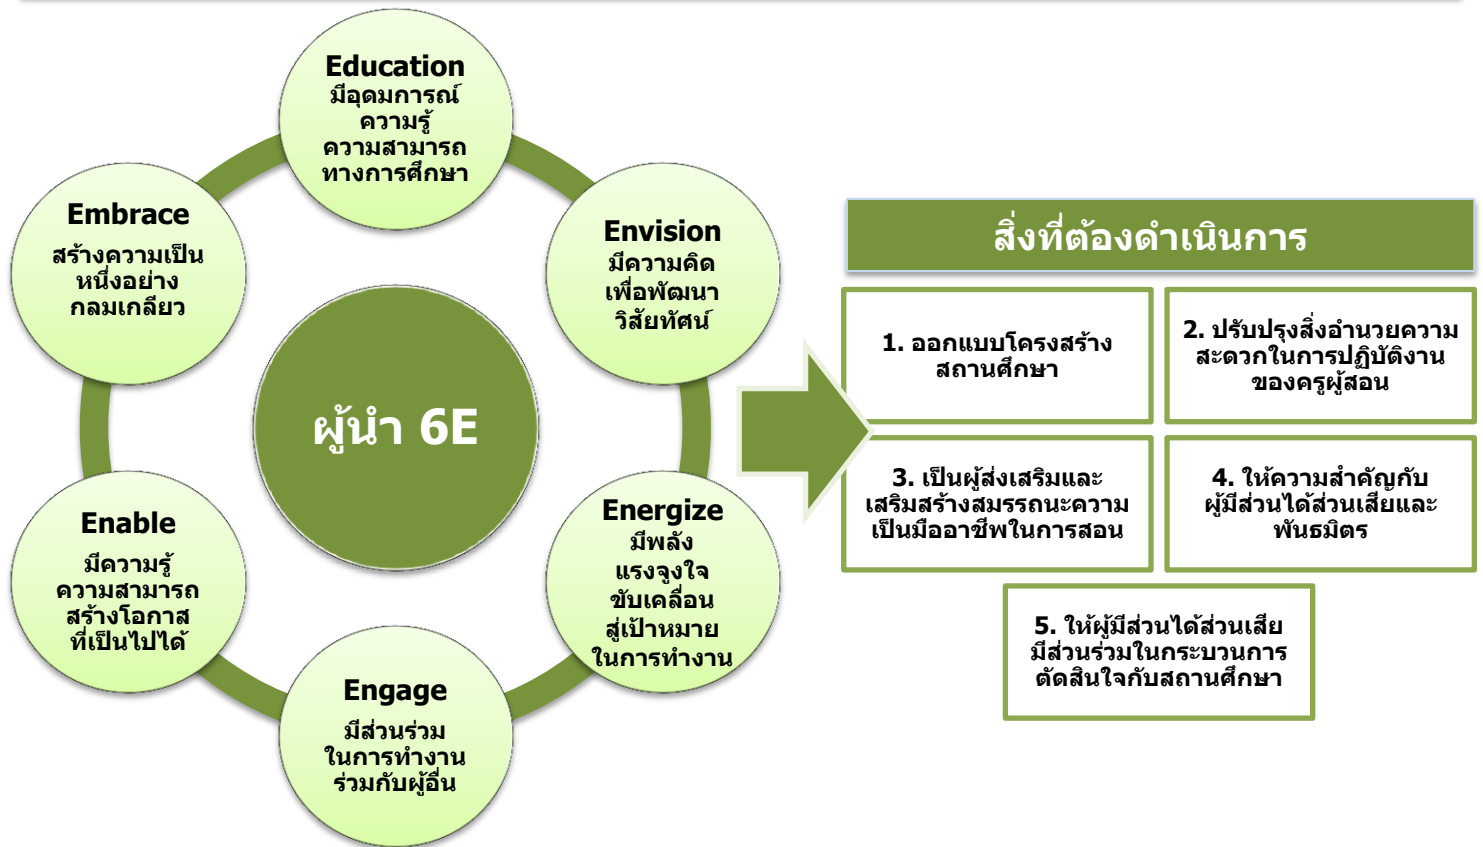 Education
มีอุดมการณ์
ความรู้
ความสามารถ
ทางการศึกษา
Envision
มีความคิด
เพื่อพัฒนา
วิสัยทัศน์
Energize
มีพลัง
แรงจูงใจ
ขับเคลื่อน
สู่เป้าหมาย
ในการทำงาน
Engage
มีส่วนร่วม
ในการทำงาน
ร่วมกับผู้อื่น
Enable
มีความรู้
ความสามารถ
สร้างโอกาส
ที่เป็นไปได้
Embrace
สร้างความเป็น
หนึ่งอย่าง
กลมเกลียว
ผู้นำ 6E
สิ่งที่ต้องดำเนินการ
1. ออกแบบโครงสร้าง
สถานศึกษา
2. ปรับปรุงสิ่งอำนวยความ
สะดวกในการปฏิบัติงาน
ของครูผู้สอน
3. เป็นผู้ส่งเสริมและ
เสริมสร้างสมรรถนะความ
เป็นมืออาชีพในการสอน
4. ให้ความสำคัญกับ
ผู้มีส่วนได้ส่วนเสียและ
พันธมิตร
5. ให้ผู้มีส่วนได้ส่วนเสีย
มีส่วนร่วมในกระบวนการ
ตัดสินใจกับสถานศึกษา